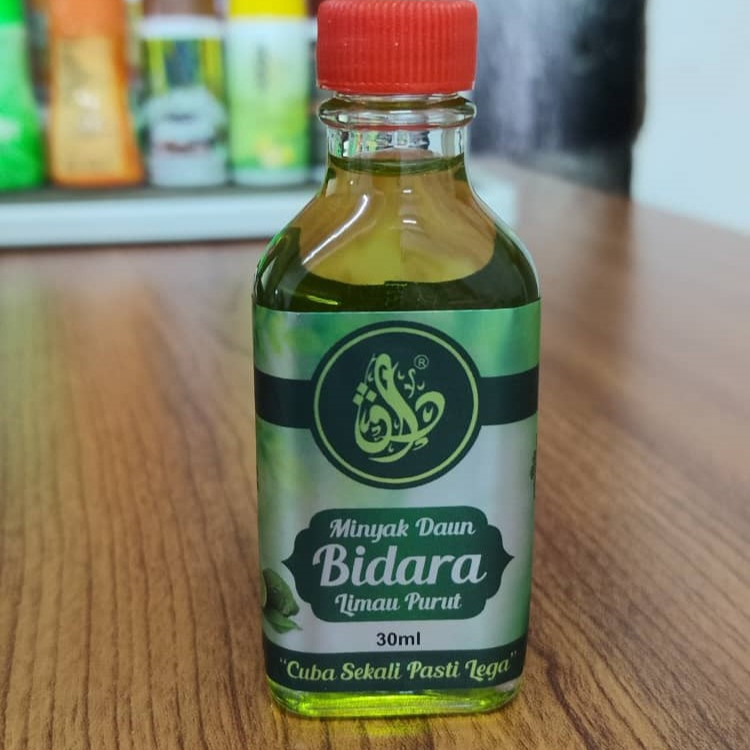 ®
Minyak Daun
Bidara
Limau Purut
30ml
"Cuba Sekali Pasti Lega"